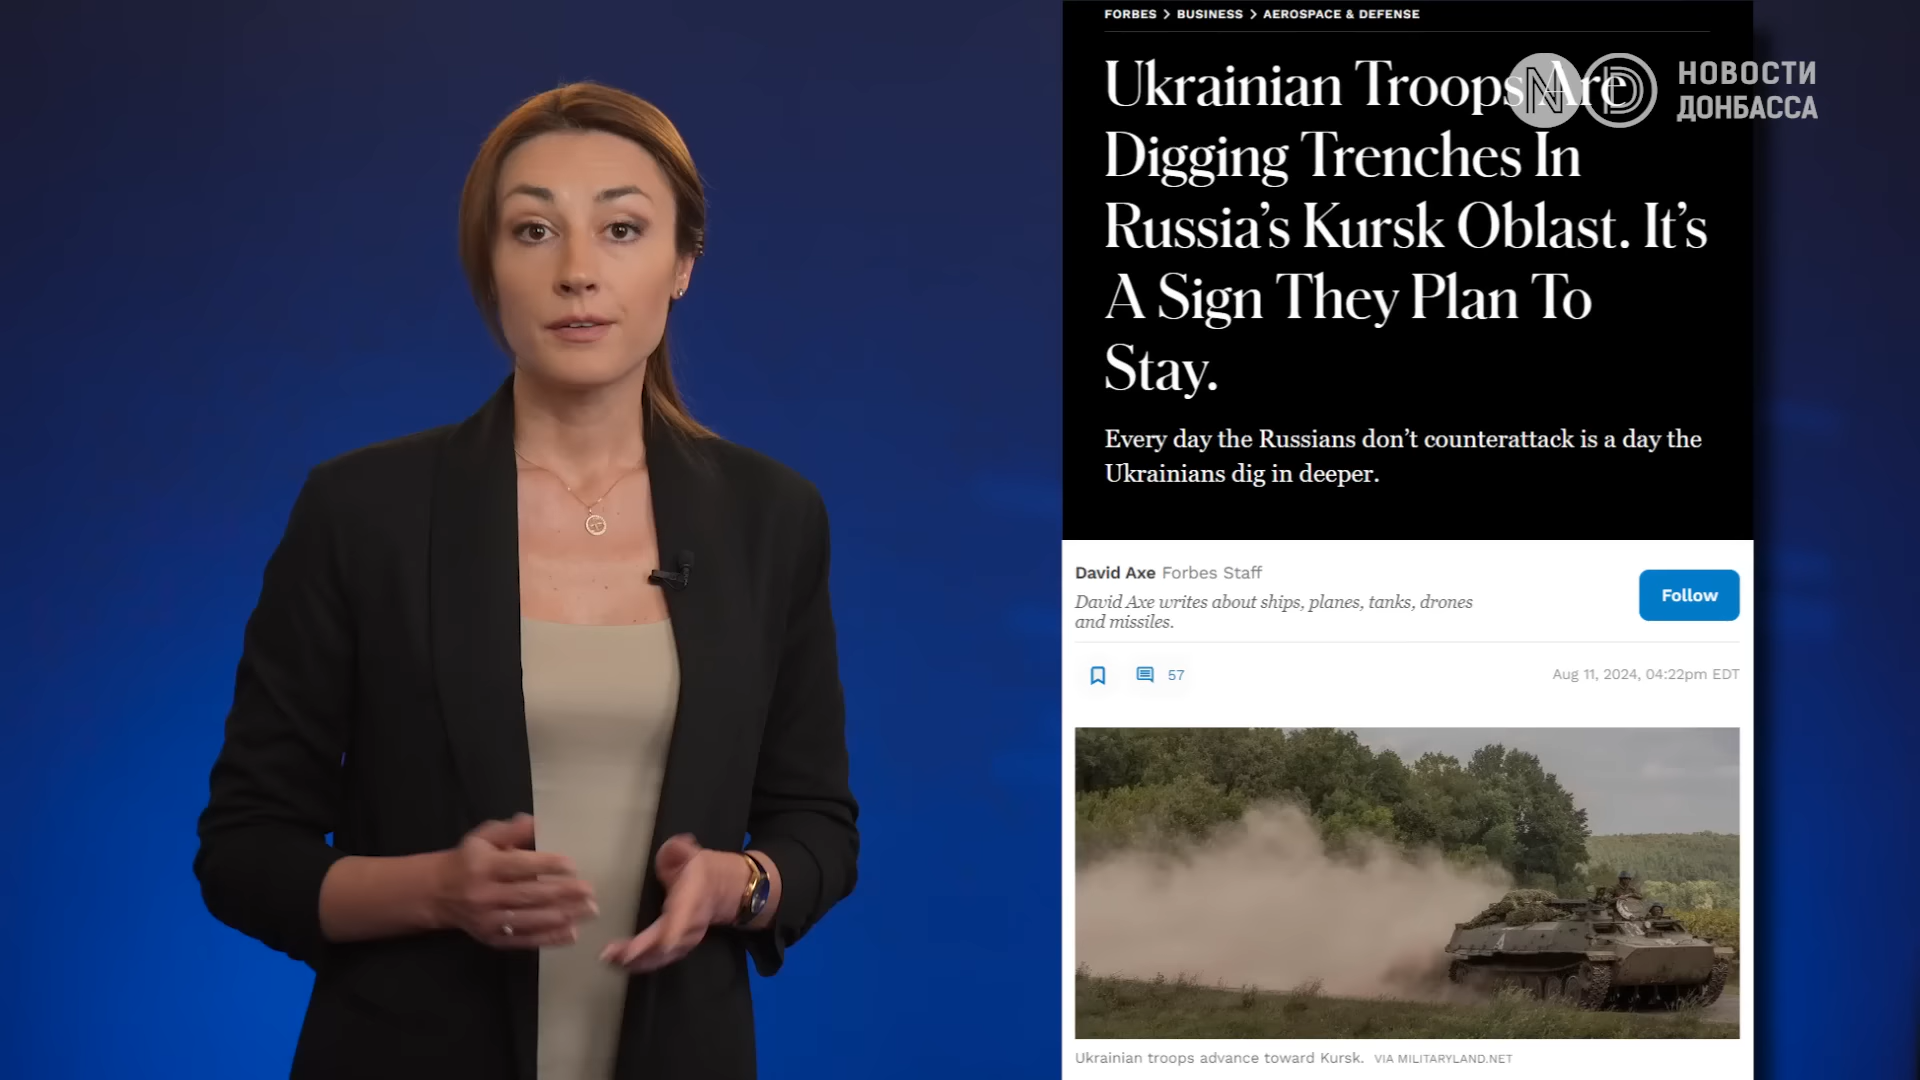 FORBES > BUSINESS > AEROSPACE & DEFENSE
Ukrainian Troops Are
Digging Trenches In
Russia's Kursk Oblast. It's
A Sign They Plan To
Stay.
Every day the Russians don't counterattack is a day the
Ukrainians dig in deeper.
ND НОВОСТИ
ДОНБАССА
David Axe Forbes Staff
David Axe writes about ships, planes, tanks, drones
and missiles.
Follow
57
Aug 11, 2024, 04:22pm EDT
Ukrainian troops advance toward Kursk. VIA MILITARYLAND.NET